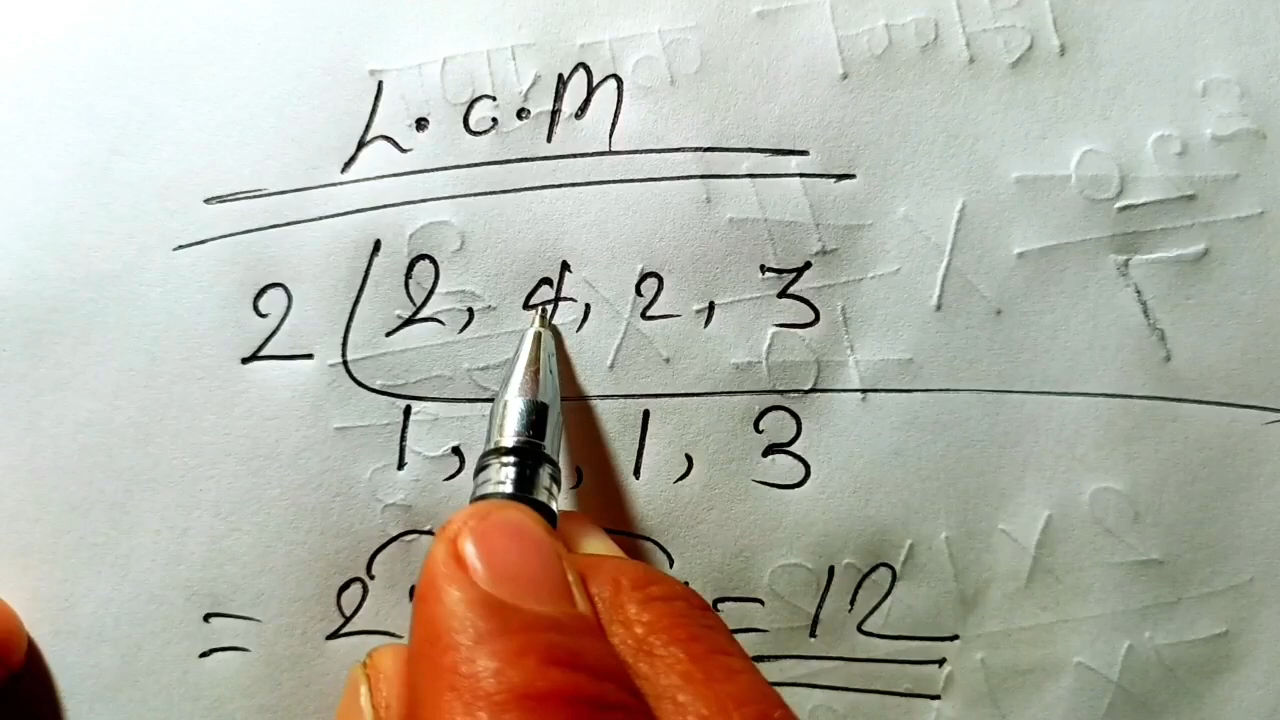 L.C.M
2 ( 2, 4, 2, 3
1, , 1, 3
= 2 = 12